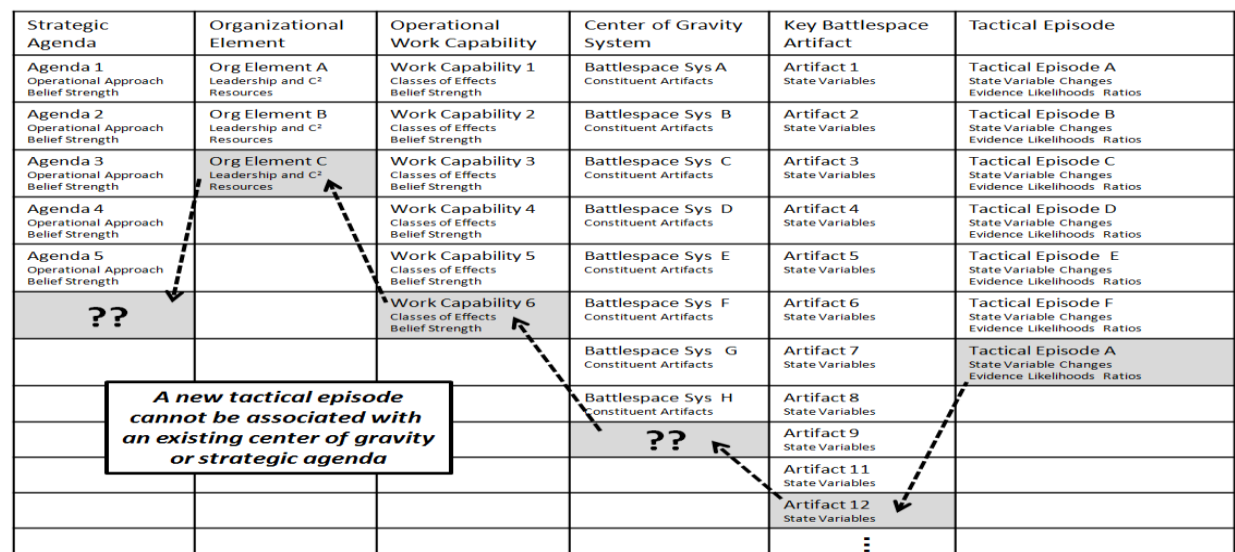 Strategic
Agenda
Organizational
Element
Operational
Work Capability
Center of Gravity
System
Key Battlespace
Artifact
Tactical Episode
Agenda 1
Operational Approach
Belief Strength
Org Element A
Leadership and C²
Resources
Work Capability 1
Classes of Effects
Belief Strength
Battlespace Sys A
Constituent Artifacts
Artifact 1
State Variables
Tactical Episode A
State Variable Changes
Evidence Likelihoods Ratios
Agenda 2
Operational Approach
Belief Strength
Org Element B
Leadership and C²
Resources
Work Capability 2
Classes of Effects
Belief Strength
Battlespace Sys B
Constituent Artifacts
Artifact 2
State Variables
Tactical Episode B
State Variable Changes
Evidence Likelihoods Ratios
Agenda 3
Operational Approach
Belief Strength
Org Element C
Leadership and C²
Resources
Work Capability 3
Classes of Effects
Belief Strength
Battlespace Sys C
Constituent Artifacts
Artifact 3
State Variables
Tactical Episode C
State Variable Changes
Evidence Likelihoods Ratios
Agenda 4
Operational Approach
Belief Strength
Work Capability 4
Classes of Effects
Belief Strength
Battlespace Sys D
Constituent Artifacts
Artifact 4
State Variables
Tactical Episode D
State Variable Changes
Evidence Likelihoods Ratios
Agenda 5
Operational Approach
Belief Strength
Work Capability 5
Classes of Effects
Belief Strength
Battlespace Sys E
Constituent Artifacts
Artifact 5
State Variables
Tactical Episode E
State Variable Changes
Evidence Likelihoods Ratios
??
Work Capability 6
Classes of Effects
Belief Strength
Battlespace Sys F
Constituent Artifacts
Artifact 6
State Variables
Tactical Episode F
State Variable Changes
Evidence Likelihoods Ratios
Battlespace Sys G
Constituent Artifacts
Artifact 7
State Variables
Tactical Episode A
State Variable Changes
Evidence Likelihoods Ratios
A new tactical episode
cannot be associated with
an existing center of gravity
or strategic agenda
Battlespace Sys H
Constituent Artifacts
Artifact 8
State Variables
??
Artifact 9
State Variables
Artifact 11
State Variables
Artifact 12
State Variables
⋮